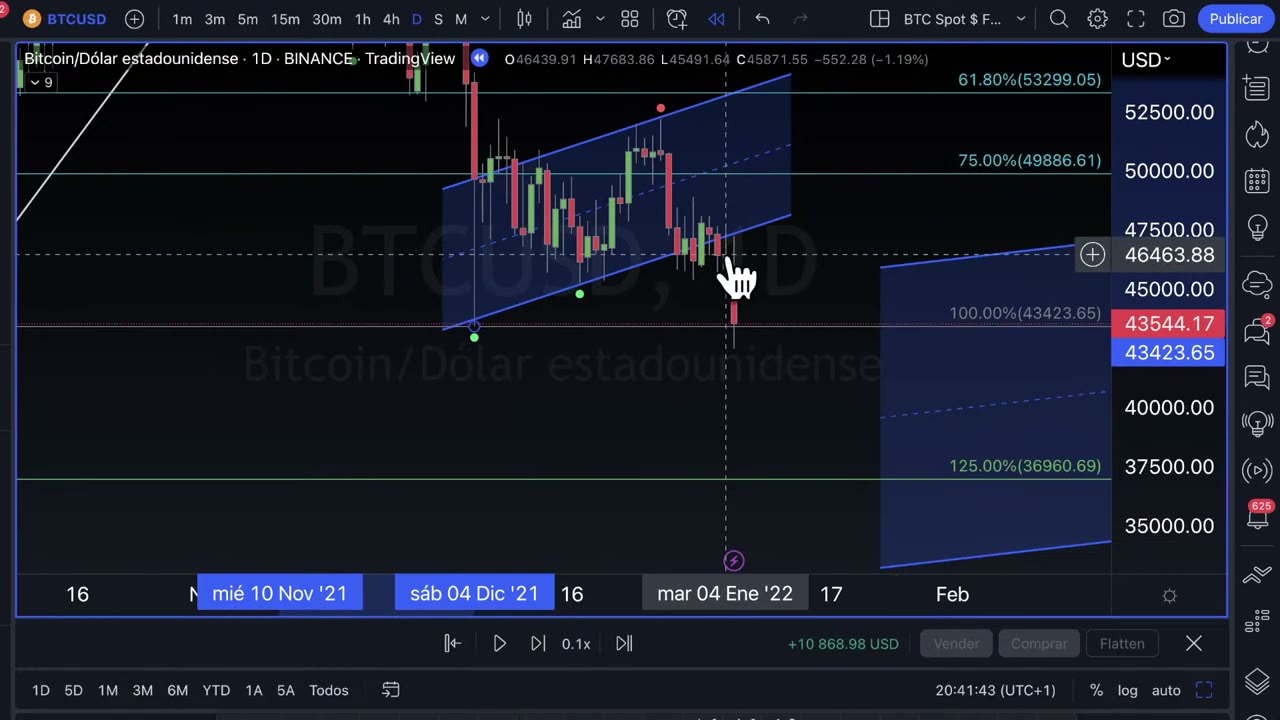 2
BTCUSD
1m 3m 5m 15m 30m 1h 4h D S M
BTC Spot $ F...
Publicar
Bitcoin/Dólar estadounidense · 1D · BINANCE · TradingView
O46439.91 H47683.86 L45491.64 C45871.55 −552.28 (−1.19%)
USD
9
61.80%(53299.05)
52500.00
75.00%(49886.61)
50000.00
47500.00
BTCUSD, 1D
46463.88
45000.00
100.00%(43423.65)
43544.17
2
43423.65
Bitcoin/Dólar estadounidense
40000.00
125.00%(36960.69)
37500.00
625
35000.00
16
N
mié 10 Nov '21
sáb 04 Dic '21
16
mar 04 Ene '22
17
Feb
0.1x
+10 868.98 USD
Vender
Comprar
Flatten
1D 5D 1M 3M 6M YTD 1A 5A Todos
20:41:43 (UTC+1)
% log auto